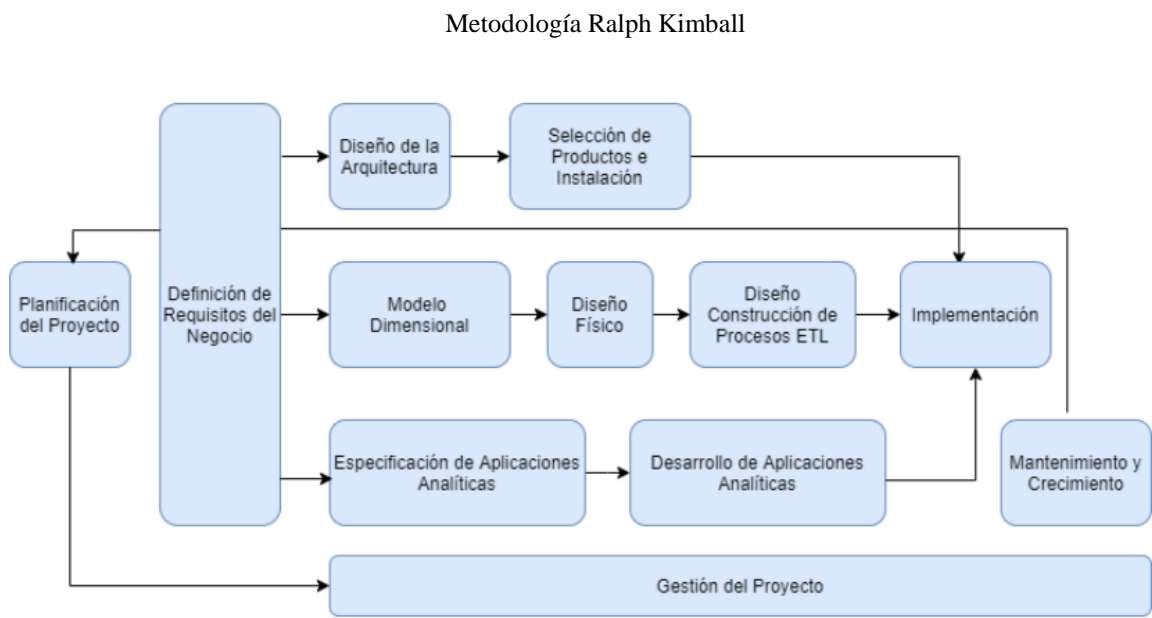 Metodología Ralph Kimball
Diseño de la
Arquitectura
Selección de
Productos e
Instalación
Planificación
del Proyecto
Definición de
Requisitos del
Negocio
Modelo
Dimensional
Diseño
Físico
Diseño
Construcción de
Procesos ETL
Implementación
Especificación de Aplicaciones
Analíticas
Desarrollo de Aplicaciones
Analíticas
Mantenimiento y
Crecimiento
Gestión del Proyecto